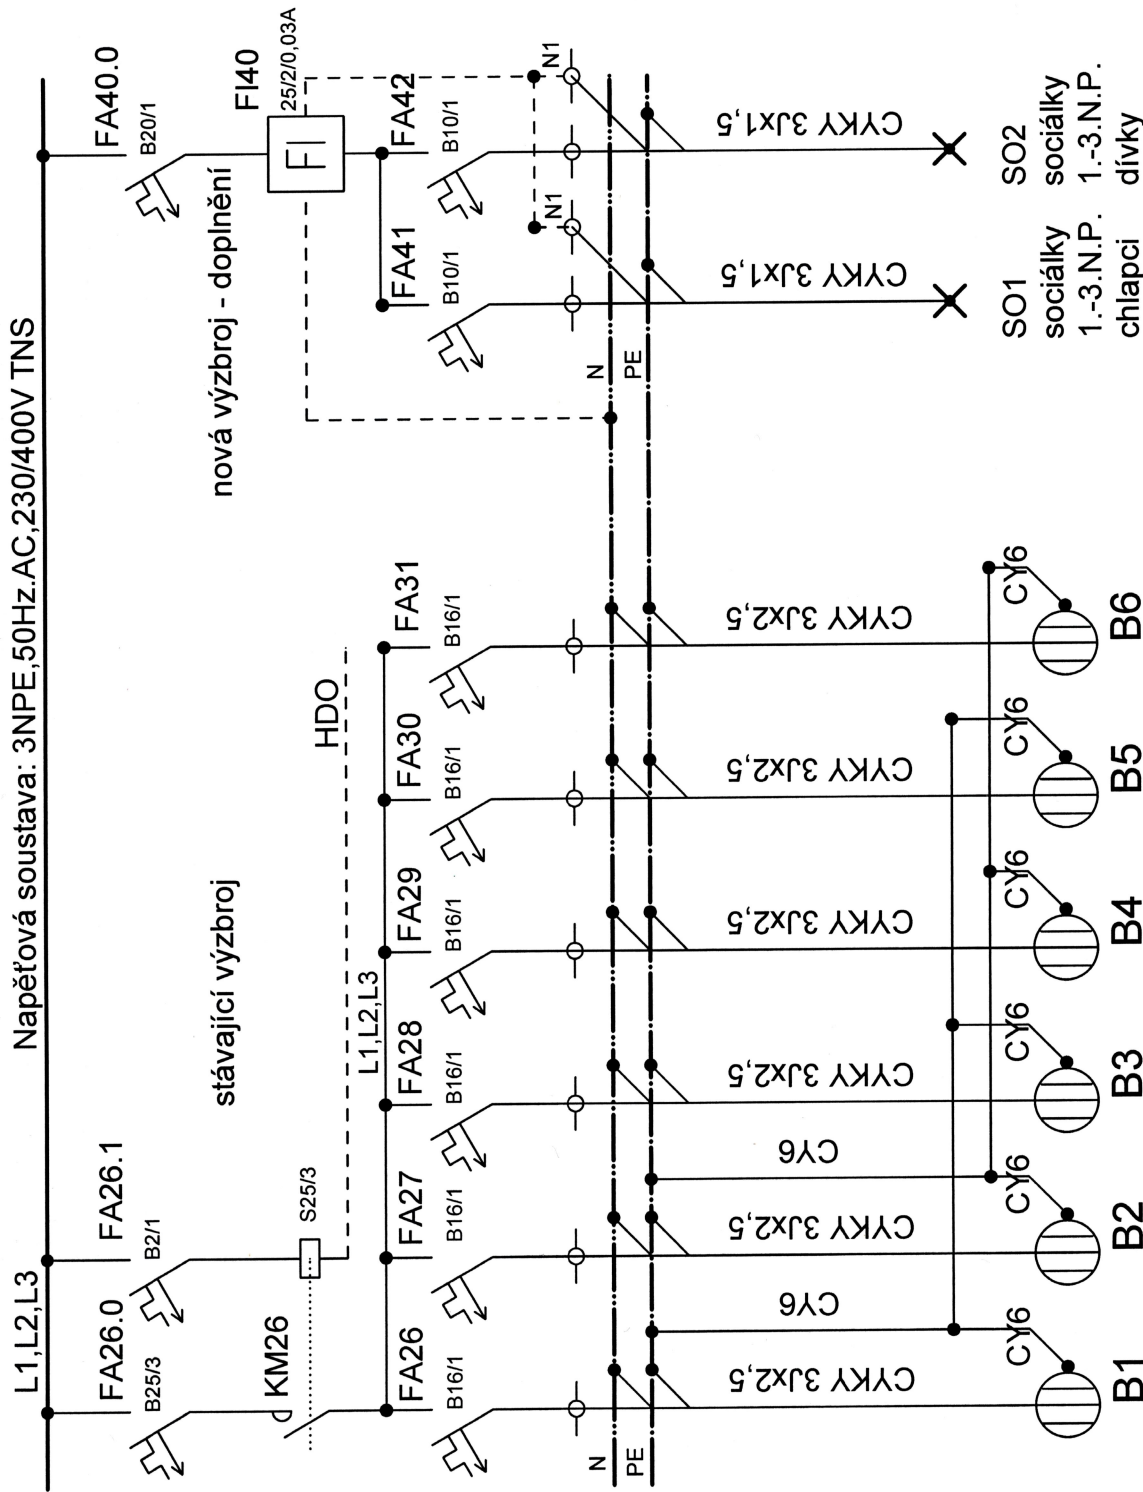 Napěťová soustava: 3NPE,50Hz.AC,230/400V TNS
L1,L2,L3
FA26.0
B25/3
FA26.1
B2/1
KM26
S25/3
stávající výzbroj
HDO
nová výzbroj - doplnění
FA40.0
B20/1
FI40
25/2/0,03A
FI
L1,L2,L3
FA26
B16/1
FA27
B16/1
FA28
B16/1
FA29
B16/1
FA30
B16/1
FA31
B16/1
FA41
B10/1
FA42
B10/1
N1
N1
N
PE
N
PE
CYKY 3Jx2,5
CY6
CYKY 3Jx2,5
CY6
CYKY 3Jx2,5
CYKY 3Jx2,5
CYKY 3Jx2,5
CYKY 3Jx2,5
CYKY 3Jx1,5
CYKY 3Jx1,5
CY6
CY6
CY6
CY6
CY6
CY6
B1
B2
B3
B4
B5
B6
SO1
sociálky
1.-3.N.P.
chlapci
SO2
sociálky
1.-3.N.P.
dívky